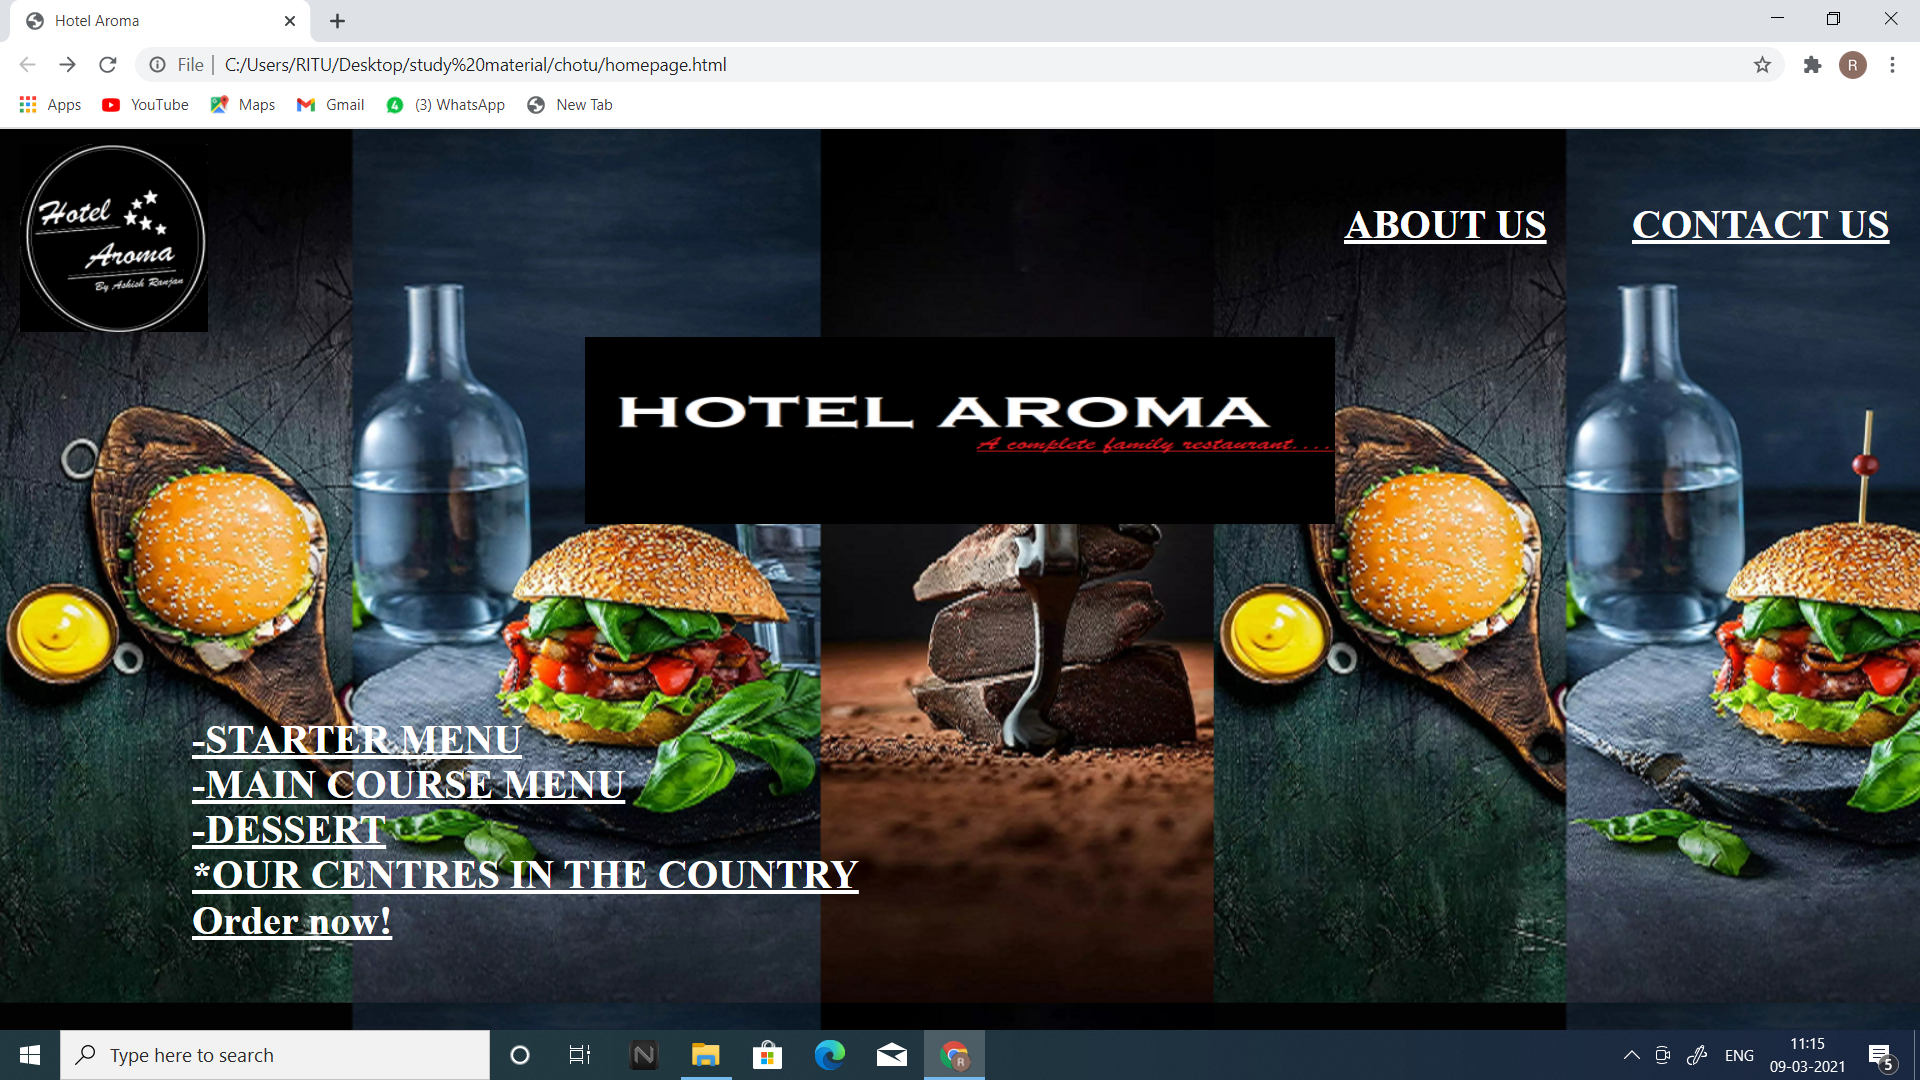 Hotel Aroma
File
C:/Users/RITU/Desktop/study%20material/chotu/homepage.html
R
Apps
YouTube
Maps
Gmail
4
(3) WhatsApp
New Tab
Hotel
Aroma
By Ashish Ranjan
ABOUT US
CONTACT US
HOTEL AROMA
A complete family restaurant....
-STARTER MENU
-MAIN COURSE MENU
-DESSERT
*OUR CENTRES IN THE COUNTRY
Order now!
Type here to search
N
R
ENG
11:15
09-03-2021
5